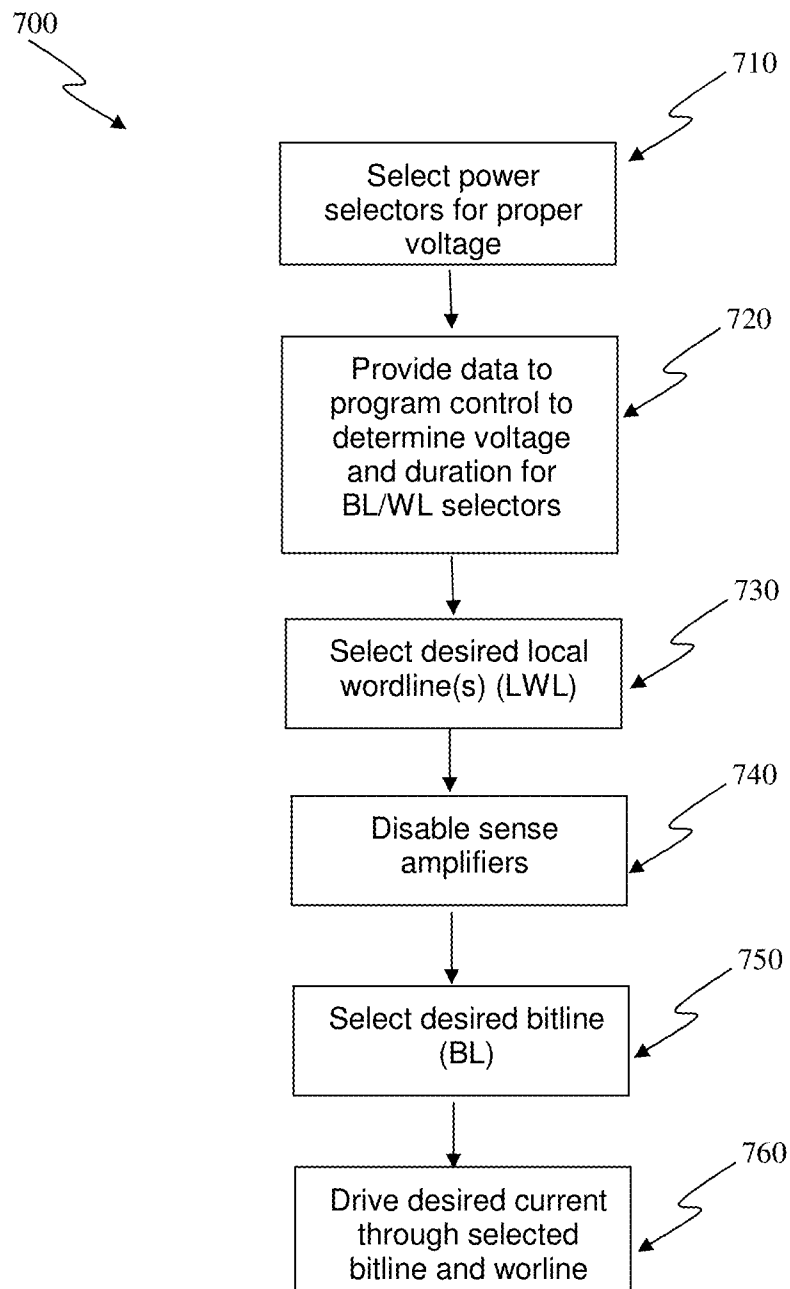 700
710
Select power
selectors for proper
voltage
720
Provide data to
program control to
determine voltage
and duration for
BL/WL selectors
730
Select desired local
wordline(s) (LWL)
740
Disable sense
amplifiers
750
Select desired bitline
(BL)
760
Drive desired current
through selected
bitline and worline